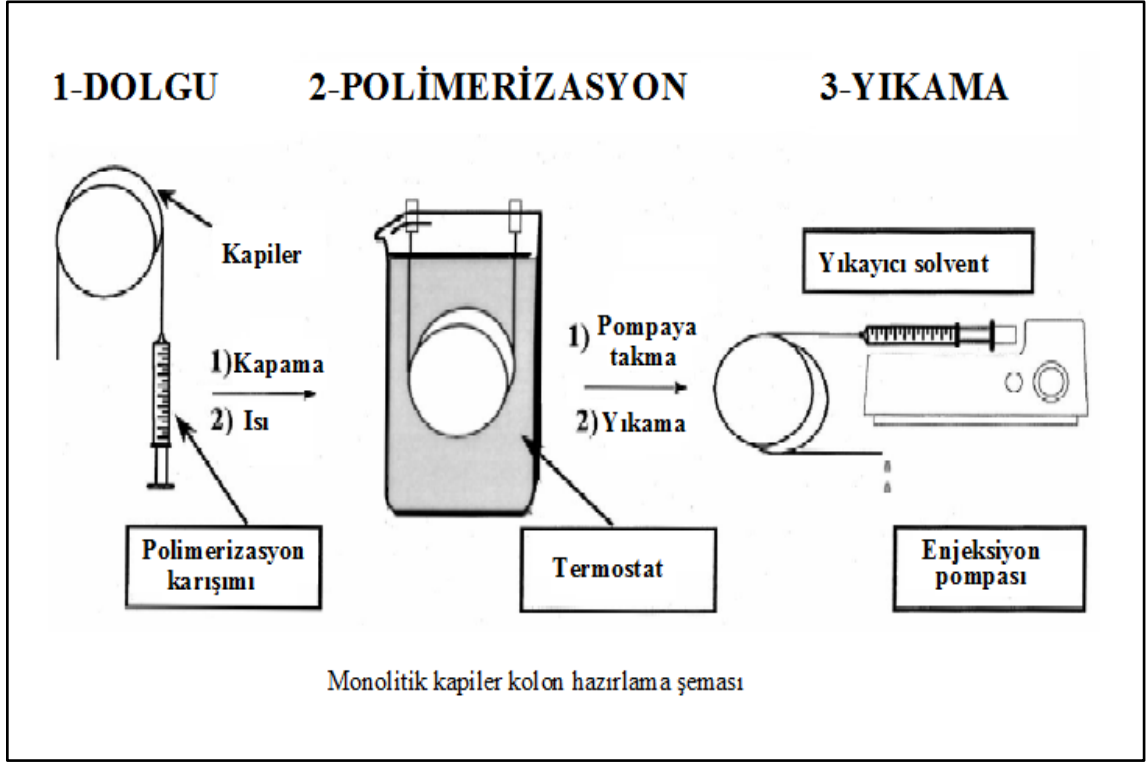 1-DOLGU
2-POLİMERİZASYON
3-YIKAMA
Kapiler
1)Kapama
2) Isı
Polimerizasyon
karışımı
1) Pompaya
takma
2)Yıkama
Termostat
Yıkayıcı solvent
Enjeksiyon
pompası
Monolitik kapiler kolon hazırlama şeması